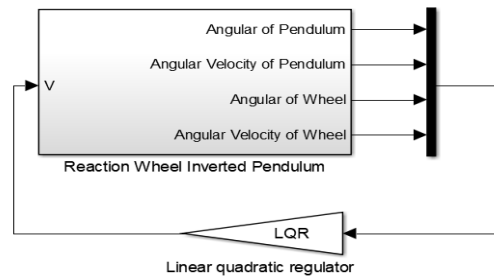 Angular of Pendulum
Angular Velocity of Pendulum
V
Angular of Wheel
Angular Velocity of Wheel
Reaction Wheel Inverted Pendulum
LQR
Linear quadratic regulator